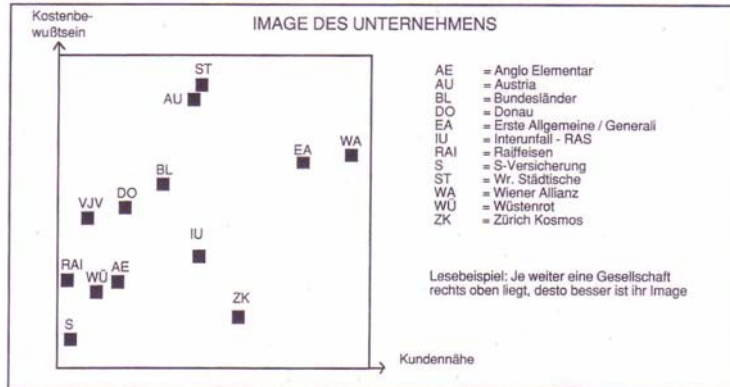 Kostenbe-
wußtsein
IMAGE DES UNTERNEHMENS
ST
AU
WA
EA
BL
DO
VJV
IU
RAI
AE
WÜ
ZK
S
Kundennähe
AE = Anglo Elementar
AU = Austria
BL = Bundesländer
DO = Donau
EA = Erste Allgemeine / Generali
IU = Interunfall - RAS
RAI = Raiffeisen
S = S-Versicherung
ST = Wr. Städtische
WA = Wiener Allianz
WÜ = Wüstenrot
ZK = Zürich Kosmos
Lesebeispiel: Je weiter eine Gesellschaft
rechts oben liegt, desto besser ist ihr Image